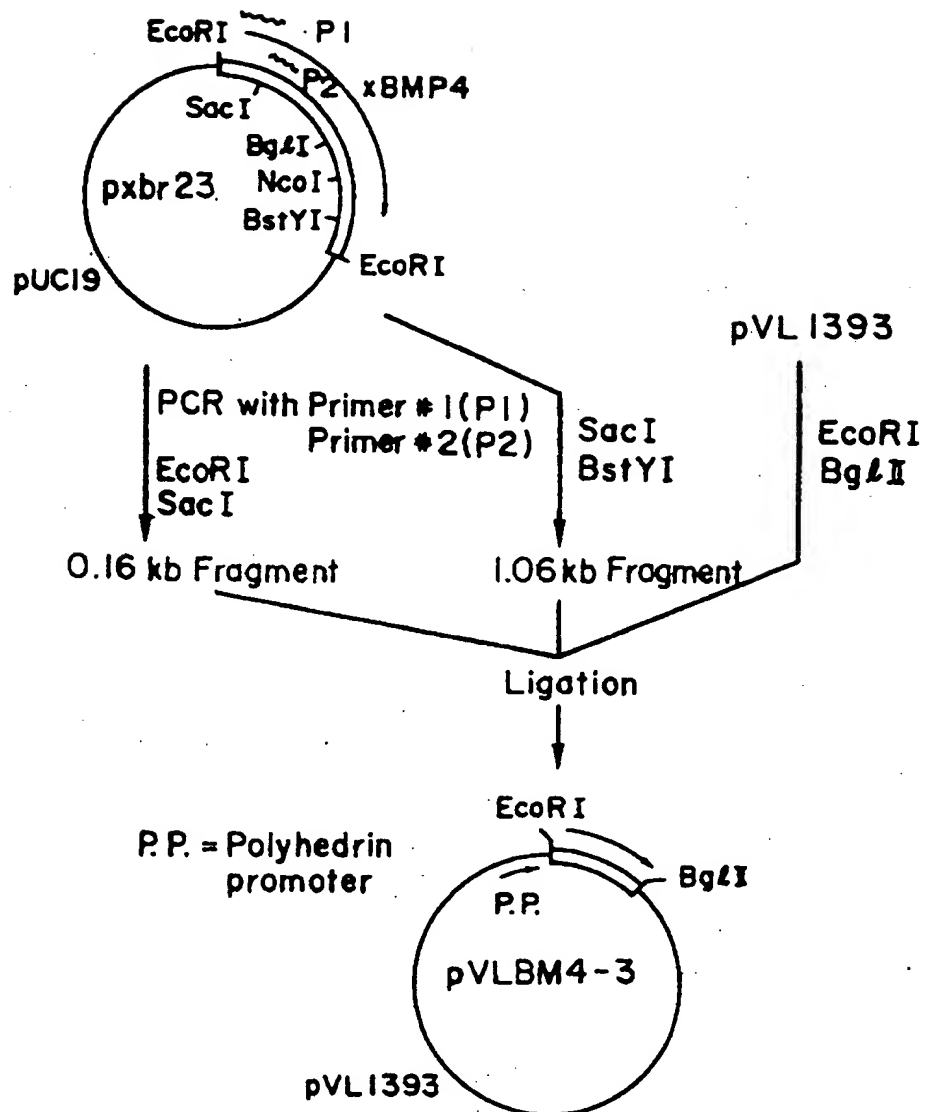 EcoRI
P1
P2
xBMP4
SacI
BglI
NcoI
BstYI
pxbr23
EcoRI
pUC19
pVL1393
PCR with Primer #1(P1)
Primer #2(P2)
EcoRI
SacI
SacI
BstYI
EcoRI
BglII
0.16 kb Fragment
1.06kb Fragment
Ligation
EcoRI
P.P. = Polyhedrin
promoter
BglI
P.P.
pVLBM4-3
pVL1393